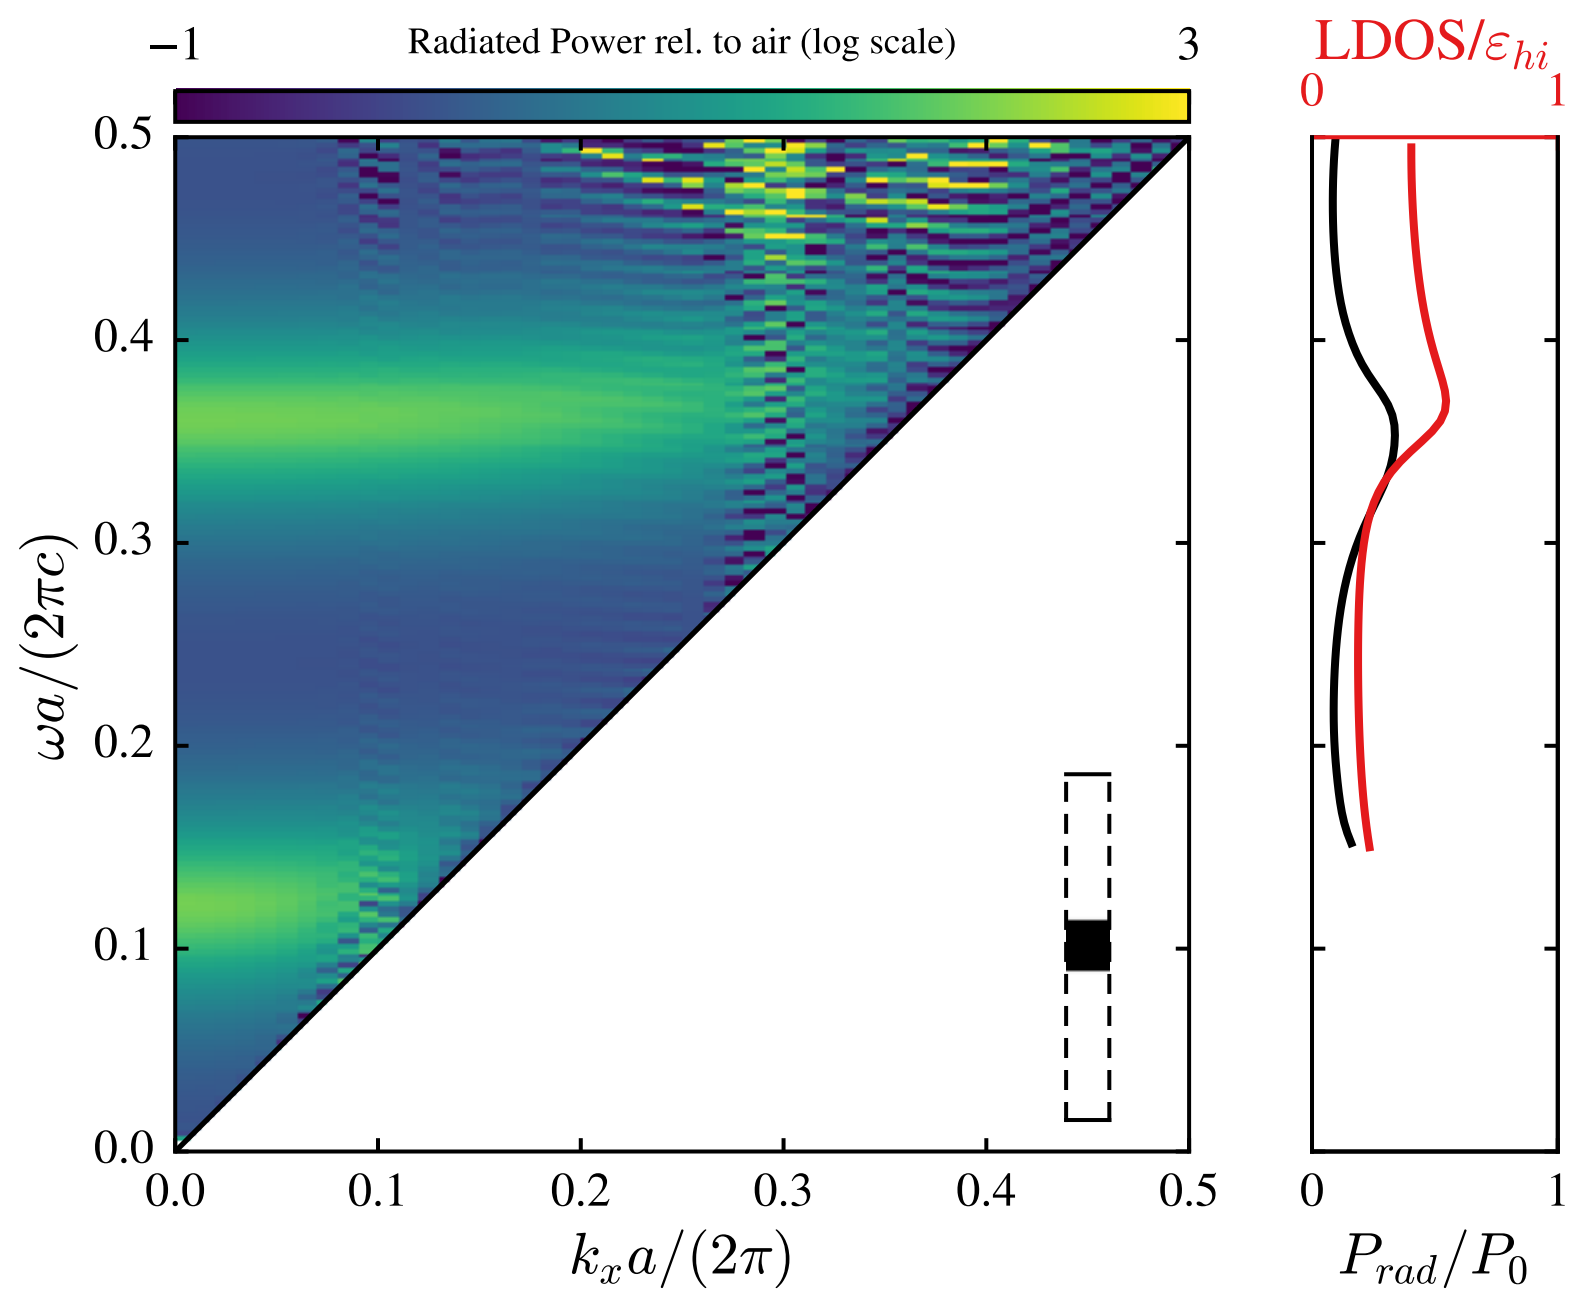 −1 Radiated Power rel. to air (log scale) 3
LDOS/εhi
0 1
0.5
0.4
0.3
0.2
0.1
0.0
ωa/(2πc)
0.0 0.1 0.2 0.3 0.4 0.5
kxa/(2π)
0 1
Prad/P0